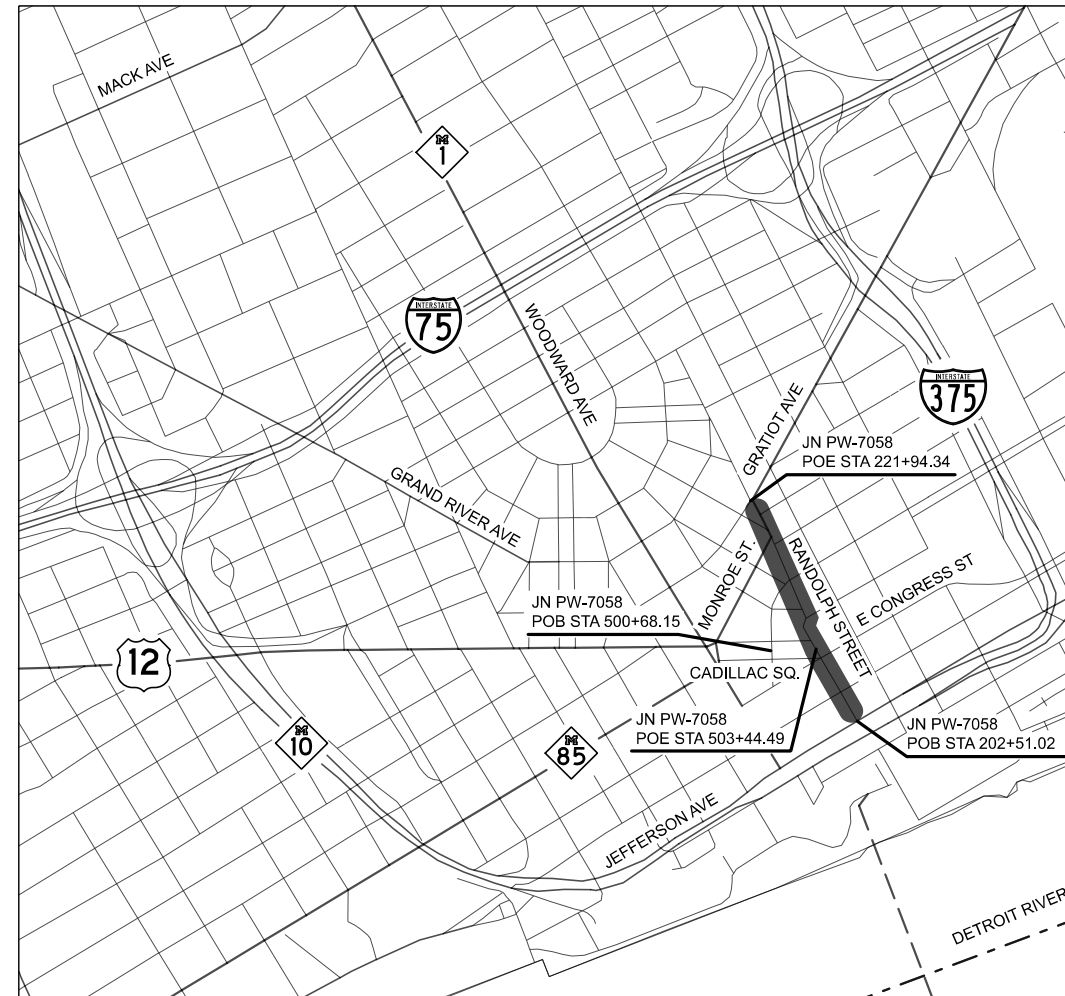 MACK AVE
M
1
INTERSTATE
75
WOODWARD AVE
INTERSTATE
375
GRATIOT AVE
JN PW-7058
POE STA 221+94.34
GRAND RIVER AVE
MONROE ST.
RANDOLPH STREET
E CONGRESS ST
JN PW-7058
POB STA 500+68.15
12
CADILLAC SQ.
M
10
M
85
JN PW-7058
POE STA 503+44.49
JN PW-7058
POB STA 202+51.02
JEFFERSON AVE
DETROIT RIVER